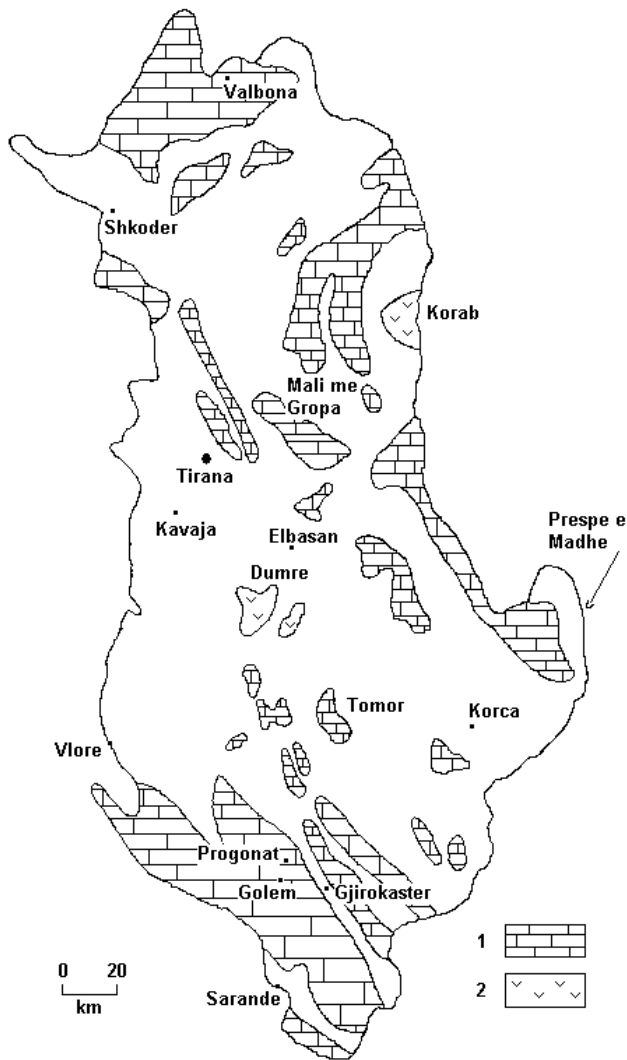 Valbona
Shkoder
Korab
Mali me
Gropa
Tirana
Kavaja
Elbasan
Prespe e
Madhe
Dumre
Tomor
Korca
Vlore
Progonat
Golem
Gjirokaster
1
0 20
km
2
Sarande